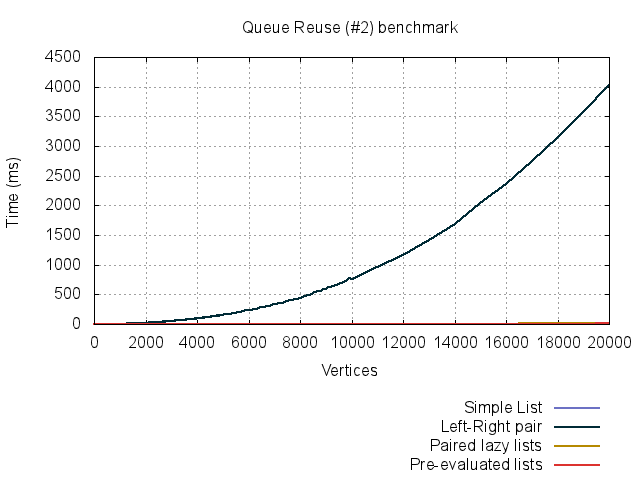 Queue Reuse (#2) benchmark
4500
4000
3500
3000
2500
2000
1500
1000
500
0
Time (ms)
0 2000 4000 6000 8000 10000 12000 14000 16000 18000 20000
Vertices
Simple List
Left-Right pair
Paired lazy lists
Pre-evaluated lists